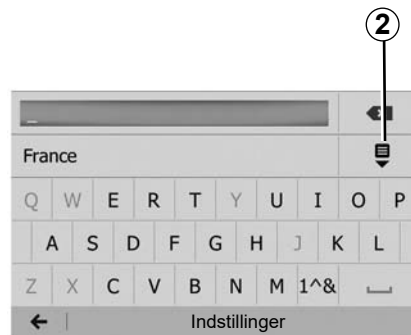 2
_
France
Q W E R T Y U I O P
A S D F G H J K L
Z X C V B N M 1^&
Indstillinger